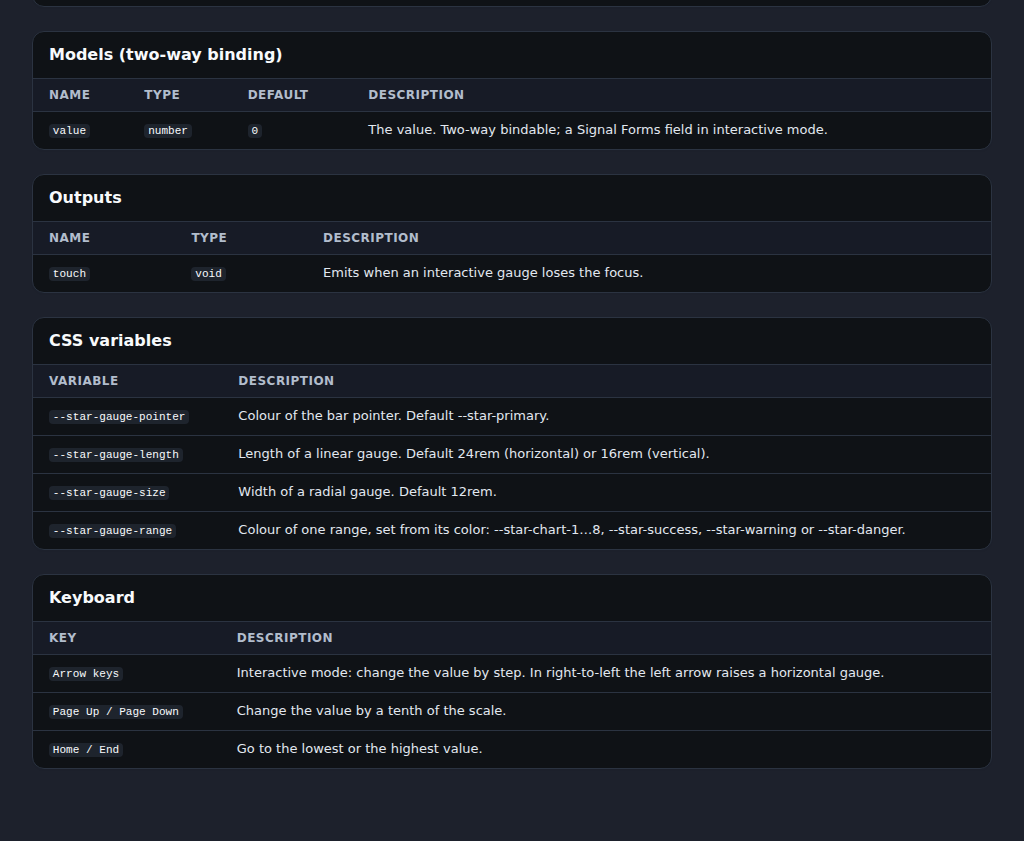 Models (two-way binding)
NAME TYPE DEFAULT DESCRIPTION
value number 0 The value. Two-way bindable; a Signal Forms field in interactive mode.
Outputs
NAME TYPE DESCRIPTION
touch void Emits when an interactive gauge loses the focus.
CSS variables
VARIABLE DESCRIPTION
--star-gauge-pointer Colour of the bar pointer. Default --star-primary.
--star-gauge-length Length of a linear gauge. Default 24rem (horizontal) or 16rem (vertical).
--star-gauge-size Width of a radial gauge. Default 12rem.
--star-gauge-range Colour of one range, set from its color: --star-chart-1…8, --star-success, --star-warning or --star-danger.
Keyboard
KEY DESCRIPTION
Arrow keys Interactive mode: change the value by step. In right-to-left the left arrow raises a horizontal gauge.
Page Up / Page Down Change the value by a tenth of the scale.
Home / End Go to the lowest or the highest value.